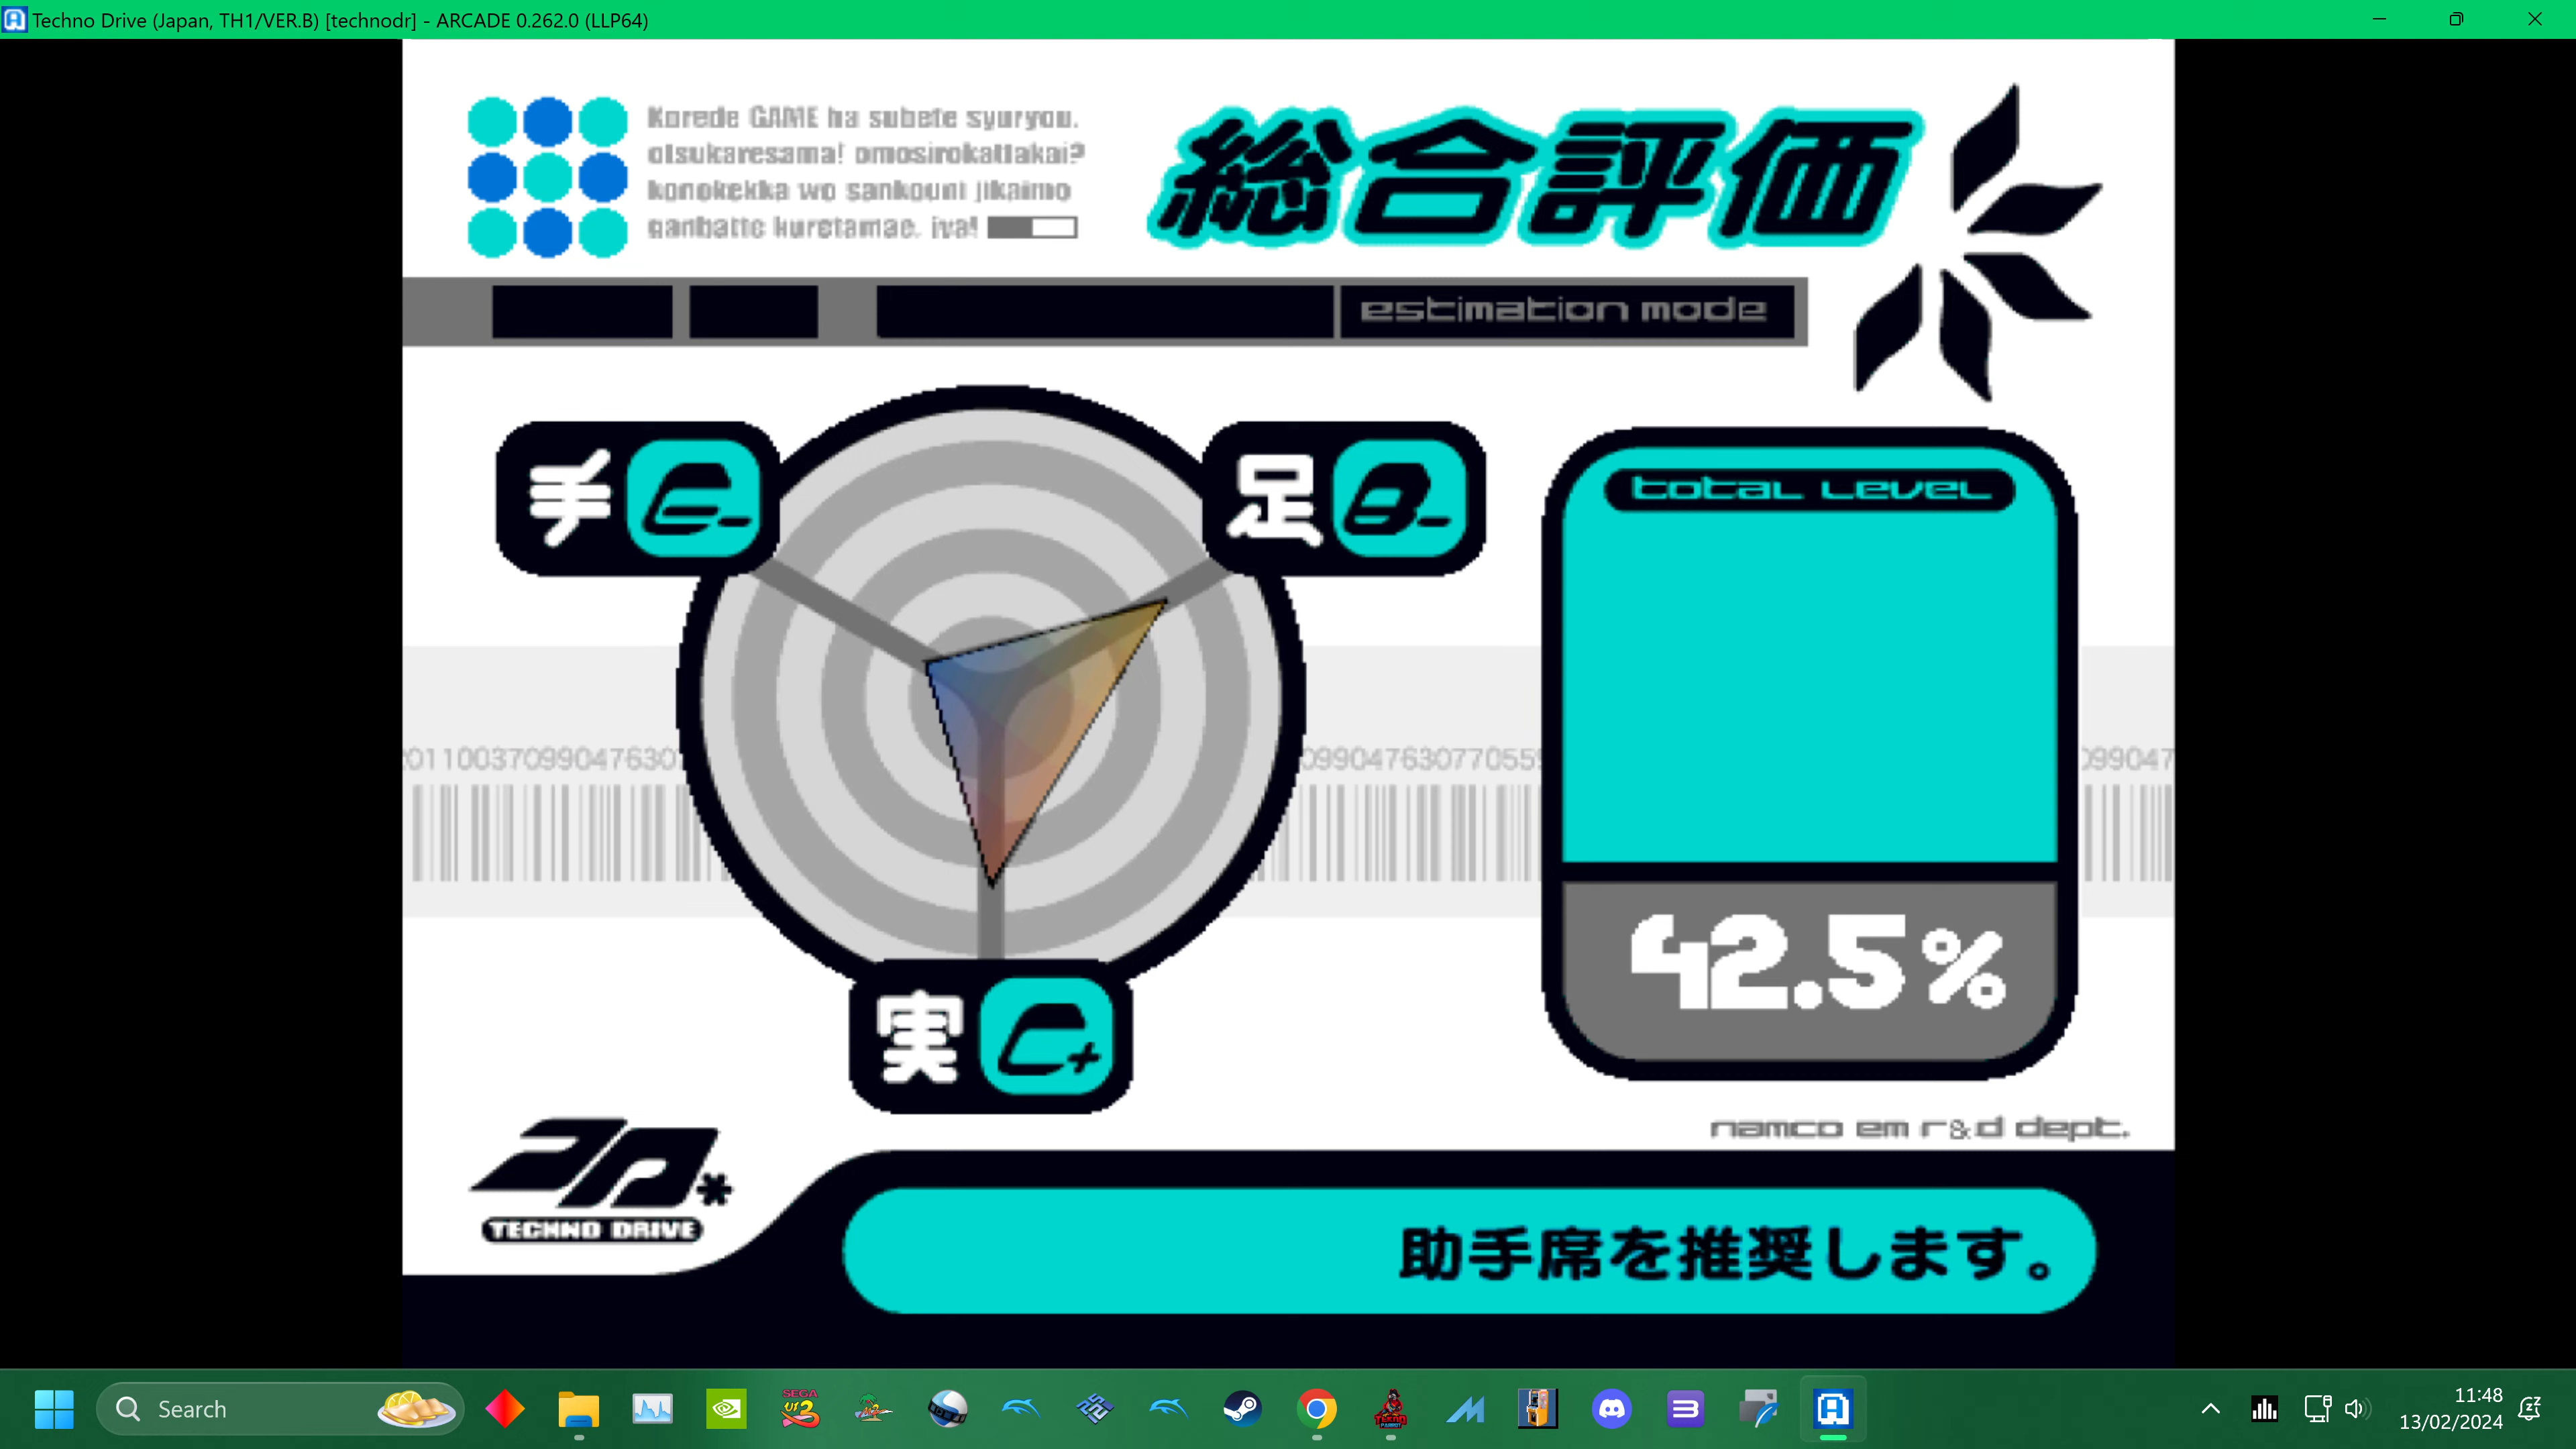 Techno Drive (Japan, TH1/VER.B) [technodr] - ARCADE 0.262.0 (LLP64)
Korede GAME ha subete syuryou.
otsukaresama! omosirokattakai?
konokekka wo sankouni jikaimo
ganbatte kuretamae. iya!
総合評価
estimation mode
手 E-
足 B-
total level
01100370990476307
0990476307705
099047
42.5%
実 C+
namco em r&d dept.
TECHNO DRIVE
助手席を推奨します。
Search
11:48
13/02/2024